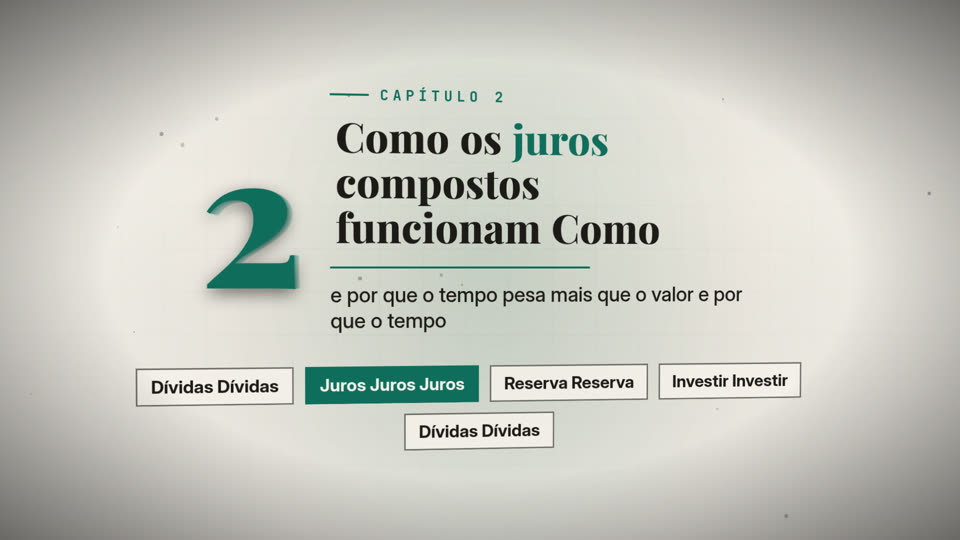 CAPÍTULO 2
2
Como os juros
compostos
funcionam Como
e por que o tempo pesa mais que o valor e por
que o tempo
Dívidas Dívidas
Juros Juros Juros
Reserva Reserva
Investir Investir
Dívidas Dívidas